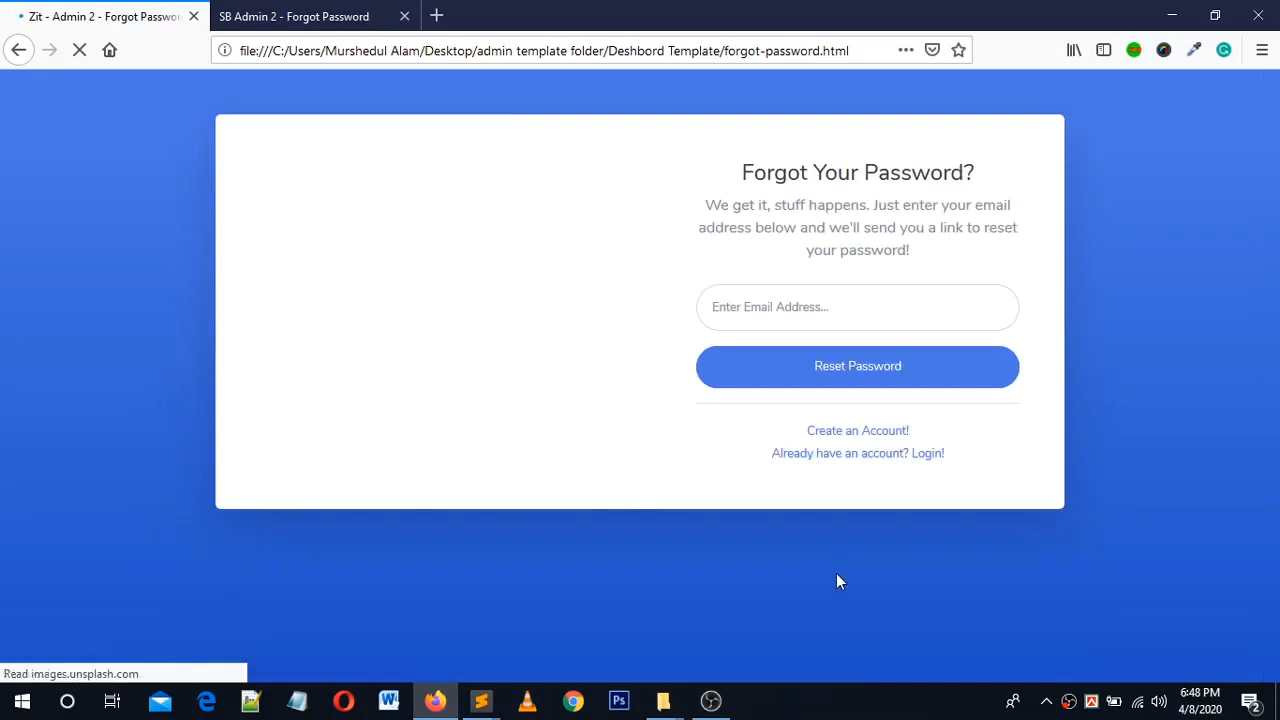 Zit - Admin 2 - Forgot Passwo
SB Admin 2 - Forgot Password
file:///C:/Users/Murshedul Alam/Desktop/admin template folder/Deshbord Template/forgot-password.html
Forgot Your Password?
We get it, stuff happens. Just enter your email
address below and we'll send you a link to reset
your password!
Enter Email Address...
Reset Password
Create an Account!
Already have an account? Login!
Read images.unsplash.com
6:48 PM
4/8/2020
2